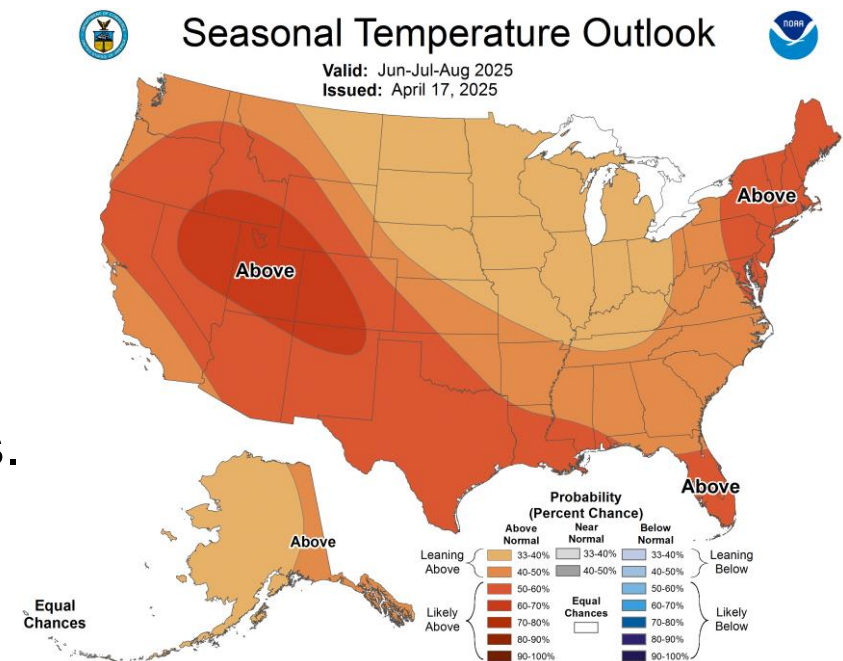 Seasonal Temperature Outlook
NOAA
Valid: Jun-Jul-Aug 2025
Issued: April 17, 2025
Above
Above
Above
Above
s.
Equal
Chances
Probability
(Percent Chance)
Above
Normal
Near
Normal
Below
Normal
Leaning
Above
33-40%
33-40%
33-40%
Leaning
Below
40-50%
40-50%
40-50%
Likely
Above
50-60%
Equal
Chances
50-60%
Likely
Below
60-70%
60-70%
70-80%
70-80%
80-90%
80-90%
90-100%
90-100%